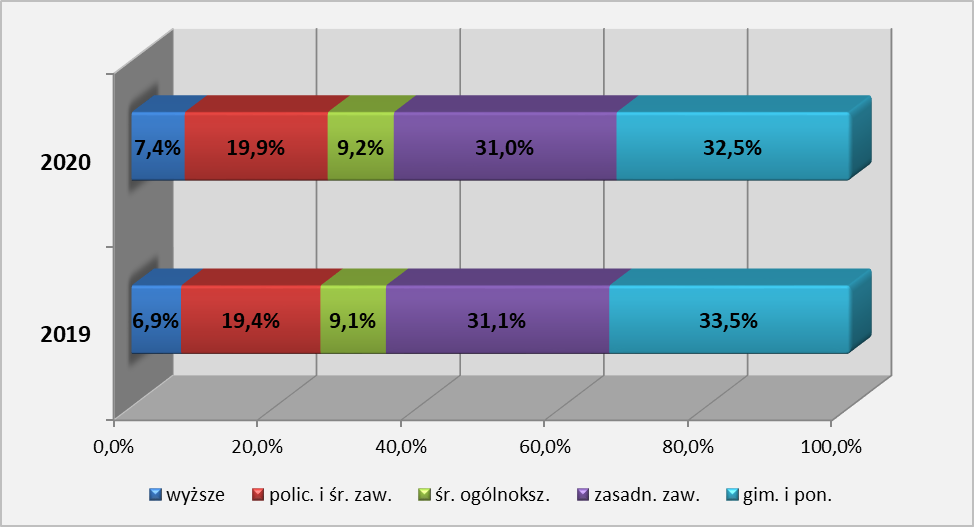 2020
7,4% 19,9% 9,2% 31,0% 32,5%
2019
6,9% 19,4% 9,1% 31,1% 33,5%
0,0% 20,0% 40,0% 60,0% 80,0% 100,0%
wyższe polic. i śr. zaw. śr. ogólnoksz. zasadn. zaw. gim. i pon.